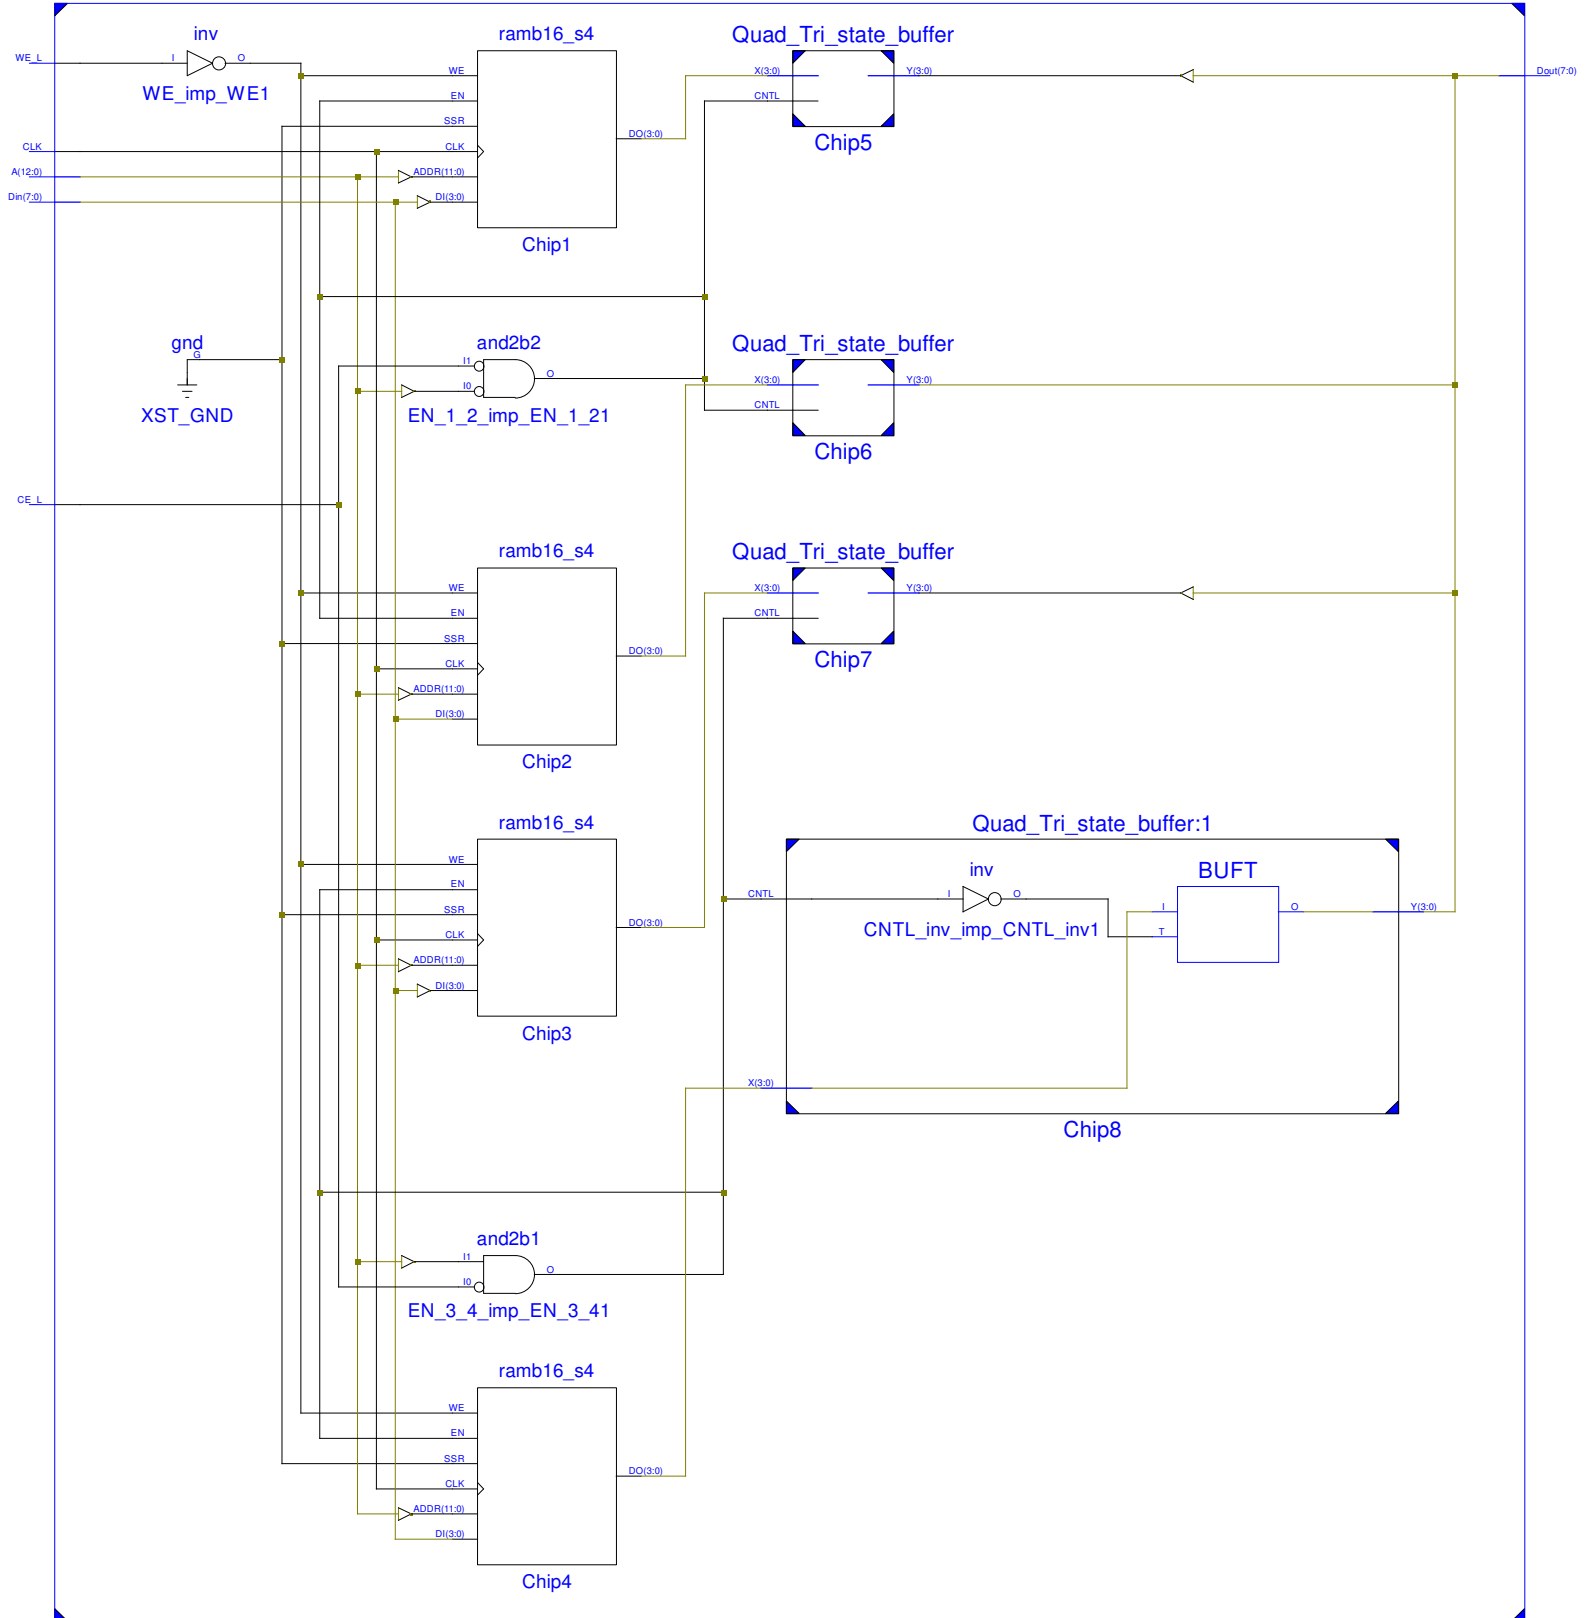 inv
ramb16_s4
Quad_Tri_state_buffer
WE_L
I
O
WE
X(3:0)
Y(3:0)
Dout(7:0)
WE_imp_WE1
EN
CNTL
SSR
DO(3:0)
Chip5
CLK
CLK
A(12:0)
ADDR(11:0)
Din(7:0)
DI(3:0)
Chip1
gnd
G
and2b2
Quad_Tri_state_buffer
I1
I0
O
X(3:0)
Y(3:0)
CNTL
XST_GND
EN_1_2_imp_EN_1_21
Chip6
CE_L
ramb16_s4
Quad_Tri_state_buffer
WE
X(3:0)
Y(3:0)
EN
CNTL
SSR
DO(3:0)
Chip7
CLK
ADDR(11:0)
DI(3:0)
Chip2
ramb16_s4
Quad_Tri_state_buffer:1
WE
inv
BUFT
EN
CNTL
I
O
SSR
I
O
Y(3:0)
DO(3:0)
CNTL_inv_imp_CNTL_inv1
T
CLK
ADDR(11:0)
DI(3:0)
Chip3
X(3:0)
Chip8
and2b1
I1
O
I0
EN_3_4_imp_EN_3_41
ramb16_s4
WE
EN
SSR
DO(3:0)
CLK
ADDR(11:0)
DI(3:0)
Chip4